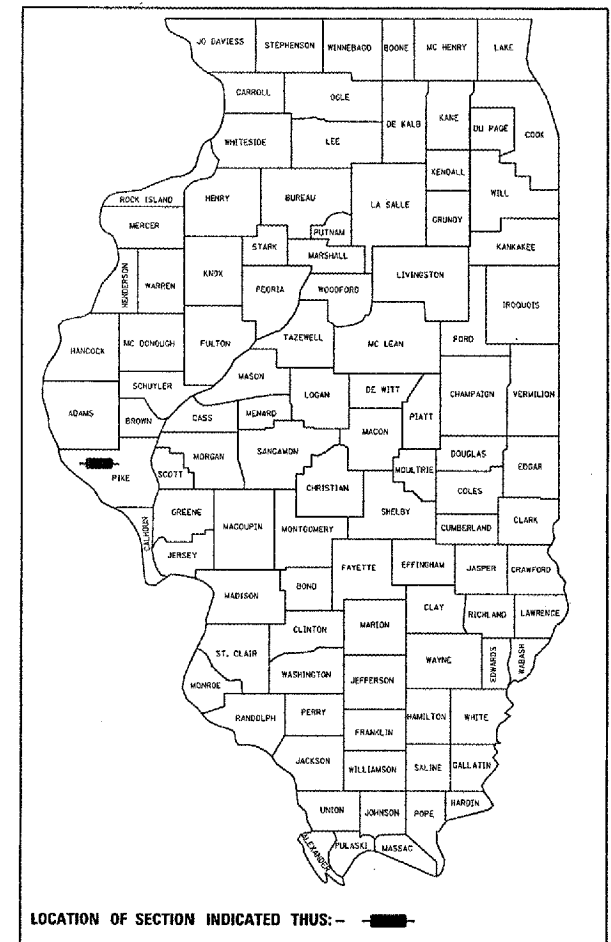 JO DAVIESS STEPHENSON WINNEBAGO BOONE MC HENRY LAKE
CARROLL OGLE
DE KALB KANE DU PAGE COOK
WHITESIDE LEE
KENDALL
ROCK ISLAND HENRY BUREAU LA SALLE WILL
MERCER GRUNDY
PUTNAM
STARK
MARSHALL KANKAKEE
HENDERSON WARREN KNOX
PEORIA WOODFORD LIVINGSTON
IROQUOIS
TAZEWELL
HANCOCK MC DONOUGH FULTON MC LEAN FORD
MASON
SCHUYLER LOGAN DE WITT
ADAMS BROWN CASS MENARD PIATT CHAMPAIGN VERMILION
MACON
MORGAN SANGAMON DOUGLAS
PIKE SCOTT MOULTRIE EDGAR
CHRISTIAN COLES
GREENE SHELBY
CALHOUN MACOUPIN MONTGOMERY CUMBERLAND CLARK
JERSEY
FAYETTE EFFINGHAM JASPER CRAWFORD
MADISON BOND
CLAY RICHLAND LAWRENCE
MARION
CLINTON
ST. CLAIR WAYNE EDWARDS WABASH
WASHINGTON JEFFERSON
MONROE
RANDOLPH PERRY HAMILTON WHITE
FRANKLIN
JACKSON WILLIAMSON SALINE GALLATIN
UNION JOHNSON POPE HARDIN
ALEXANDER PULASKI MASSAC
LOCATION OF SECTION INDICATED THUS:-